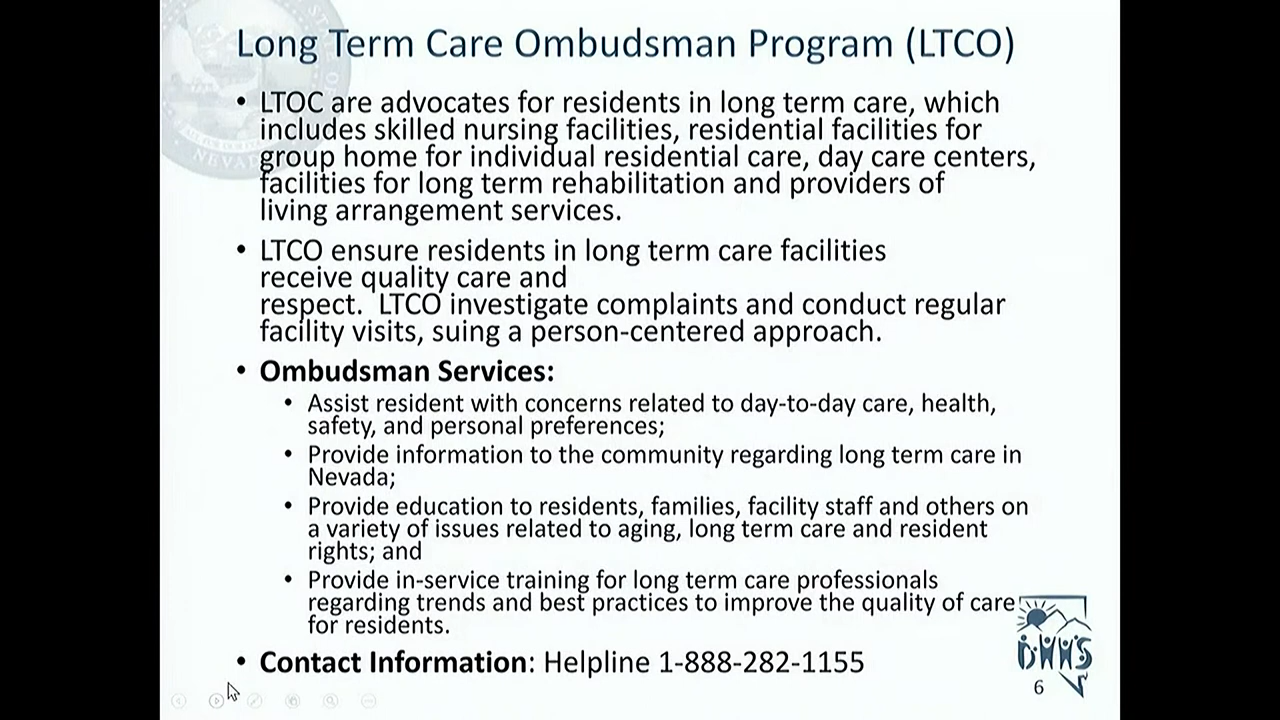 Long Term Care Ombudsman Program (LTCO)
• LTOC are advocates for residents in long term care, which
includes skilled nursing facilities, residential facilities for
group home for individual residential care, day care centers,
facilities for long term rehabilitation and providers of
living arrangement services.
• LTCO ensure residents in long term care facilities
receive quality care and
respect.  LTCO investigate complaints and conduct regular
facility visits, suing a person-centered approach.
• Ombudsman Services:
• Assist resident with concerns related to day-to-day care, health,
safety, and personal preferences;
• Provide information to the community regarding long term care in
Nevada;
• Provide education to residents, families, facility staff and others on
a variety of issues related to aging, long term care and resident
rights; and
• Provide in-service training for long term care professionals
regarding trends and best practices to improve the quality of care
for residents.
• Contact Information: Helpline 1-888-282-1155
DHHS
6
NEVADA